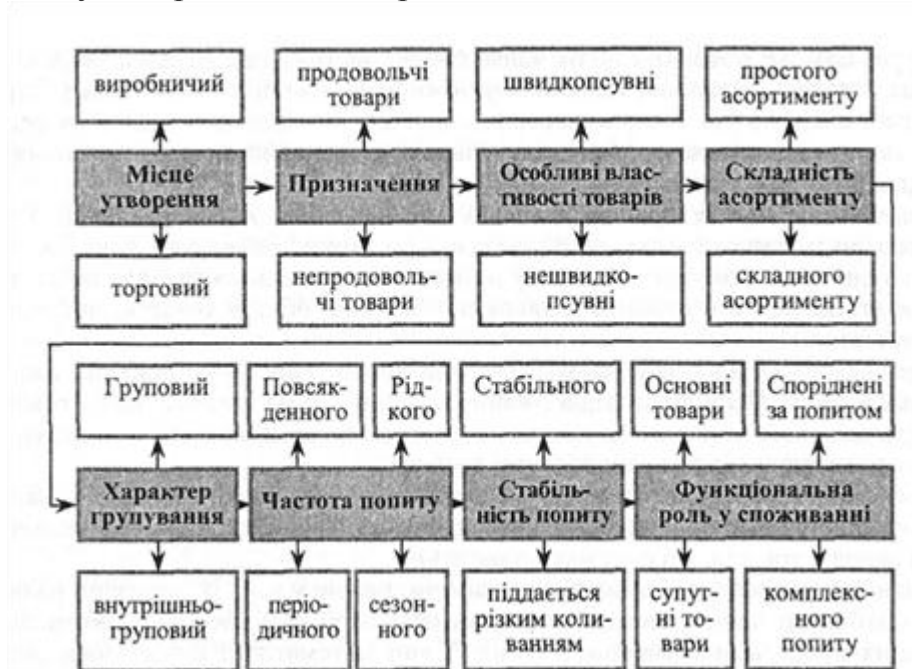 виробничий
продовольчі
товари
швидкопсувні
простого
асортименту
Місце
утворення
Призначення
Особливі влас-
тивості товарів
Складність
асортименту
торговий
непродоволь-
чі товари
нешвидко-
псувні
складного
асортименту
Груповий
Повсяк-
денного
Рід-
кого
Стабільного
Основні
товари
Споріднені
за попитом
Характер
групування
Частота попиту
Стабіль-
ність попиту
Функціональна
роль у споживанні
внутрішньо-
груповий
періо-
дичного
сезон-
ного
піддається
різким коли-
ванням
супут-
ні то-
вари
комплекс-
ного
попиту